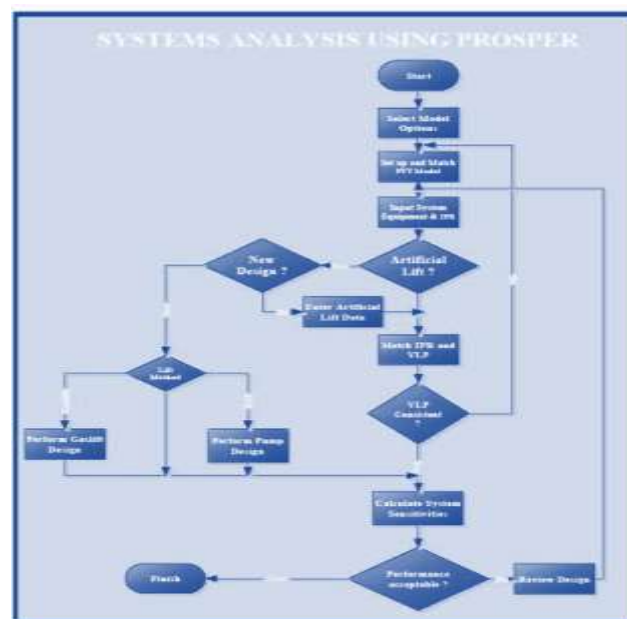 SYSTEMS ANALYSIS USING PROSPER
Start
Select Model
Options
Set up and Match
PVT Model
Input System
Equipment & IPR
New
Design ?
Artificial
Lift ?
Enter Artificial
Lift Data
Match IPR and
VLP
Lift
Method
VLP
Consistent
?
Perform Gaslift
Design
Perform Pump
Design
Calculate System
Sensitivities
Finish
Performance
acceptable ?
Review Design